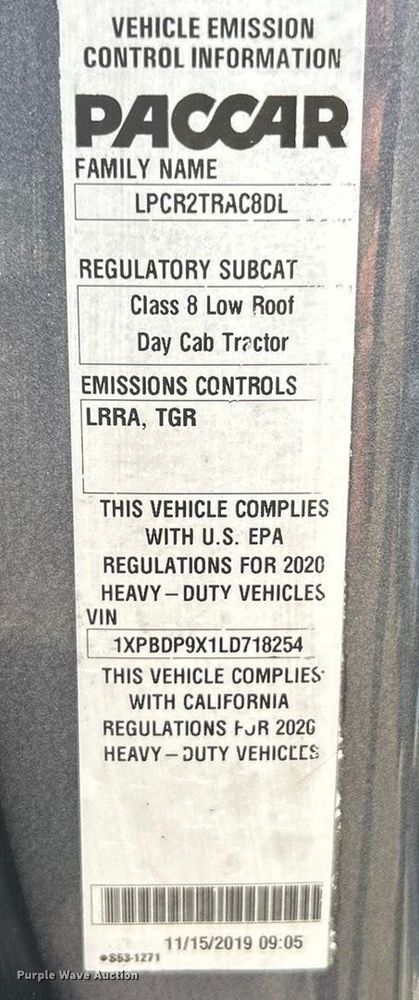 VEHICLE EMISSION
CONTROL INFORMATION
PACCAR
FAMILY NAME
LPCR2TRAC8DL
REGULATORY SUBCAT
Class 8 Low Roof
Day Cab Tractor
EMISSIONS CONTROLS
LRRA, TGR
THIS VEHICLE COMPLIES
WITH U.S. EPA
REGULATIONS FOR 2020
HEAVY – DUTY VEHICLES
VIN
1XPBDP9X1LD718254
THIS VEHICLE COMPLIES
WITH CALIFORNIA
REGULATIONS FOR 2020
HEAVY – DUTY VEHICLES
11/15/2019 09:05
S53-1271
Purple Wave Auction